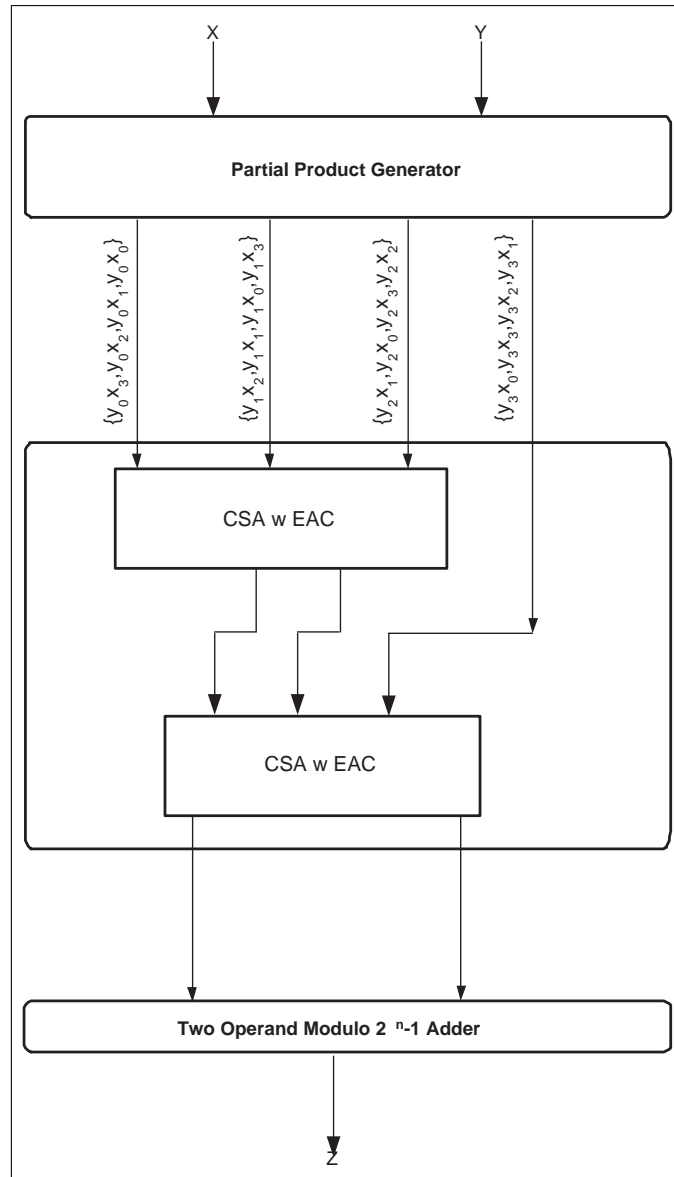 X Y
Partial Product Generator
{y₀x₃,y₀x₂,y₀x₁,y₀x₀}
{y₁x₂,y₁x₁,y₁x₀,y₁x₃}
{y₂x₁,y₂x₀,y₂x₃,y₂x₂}
{y₃x₀,y₃x₃,y₃x₂,y₃x₁}
CSA w EAC
CSA w EAC
Two Operand Modulo 2 ⁿ-1 Adder
Z